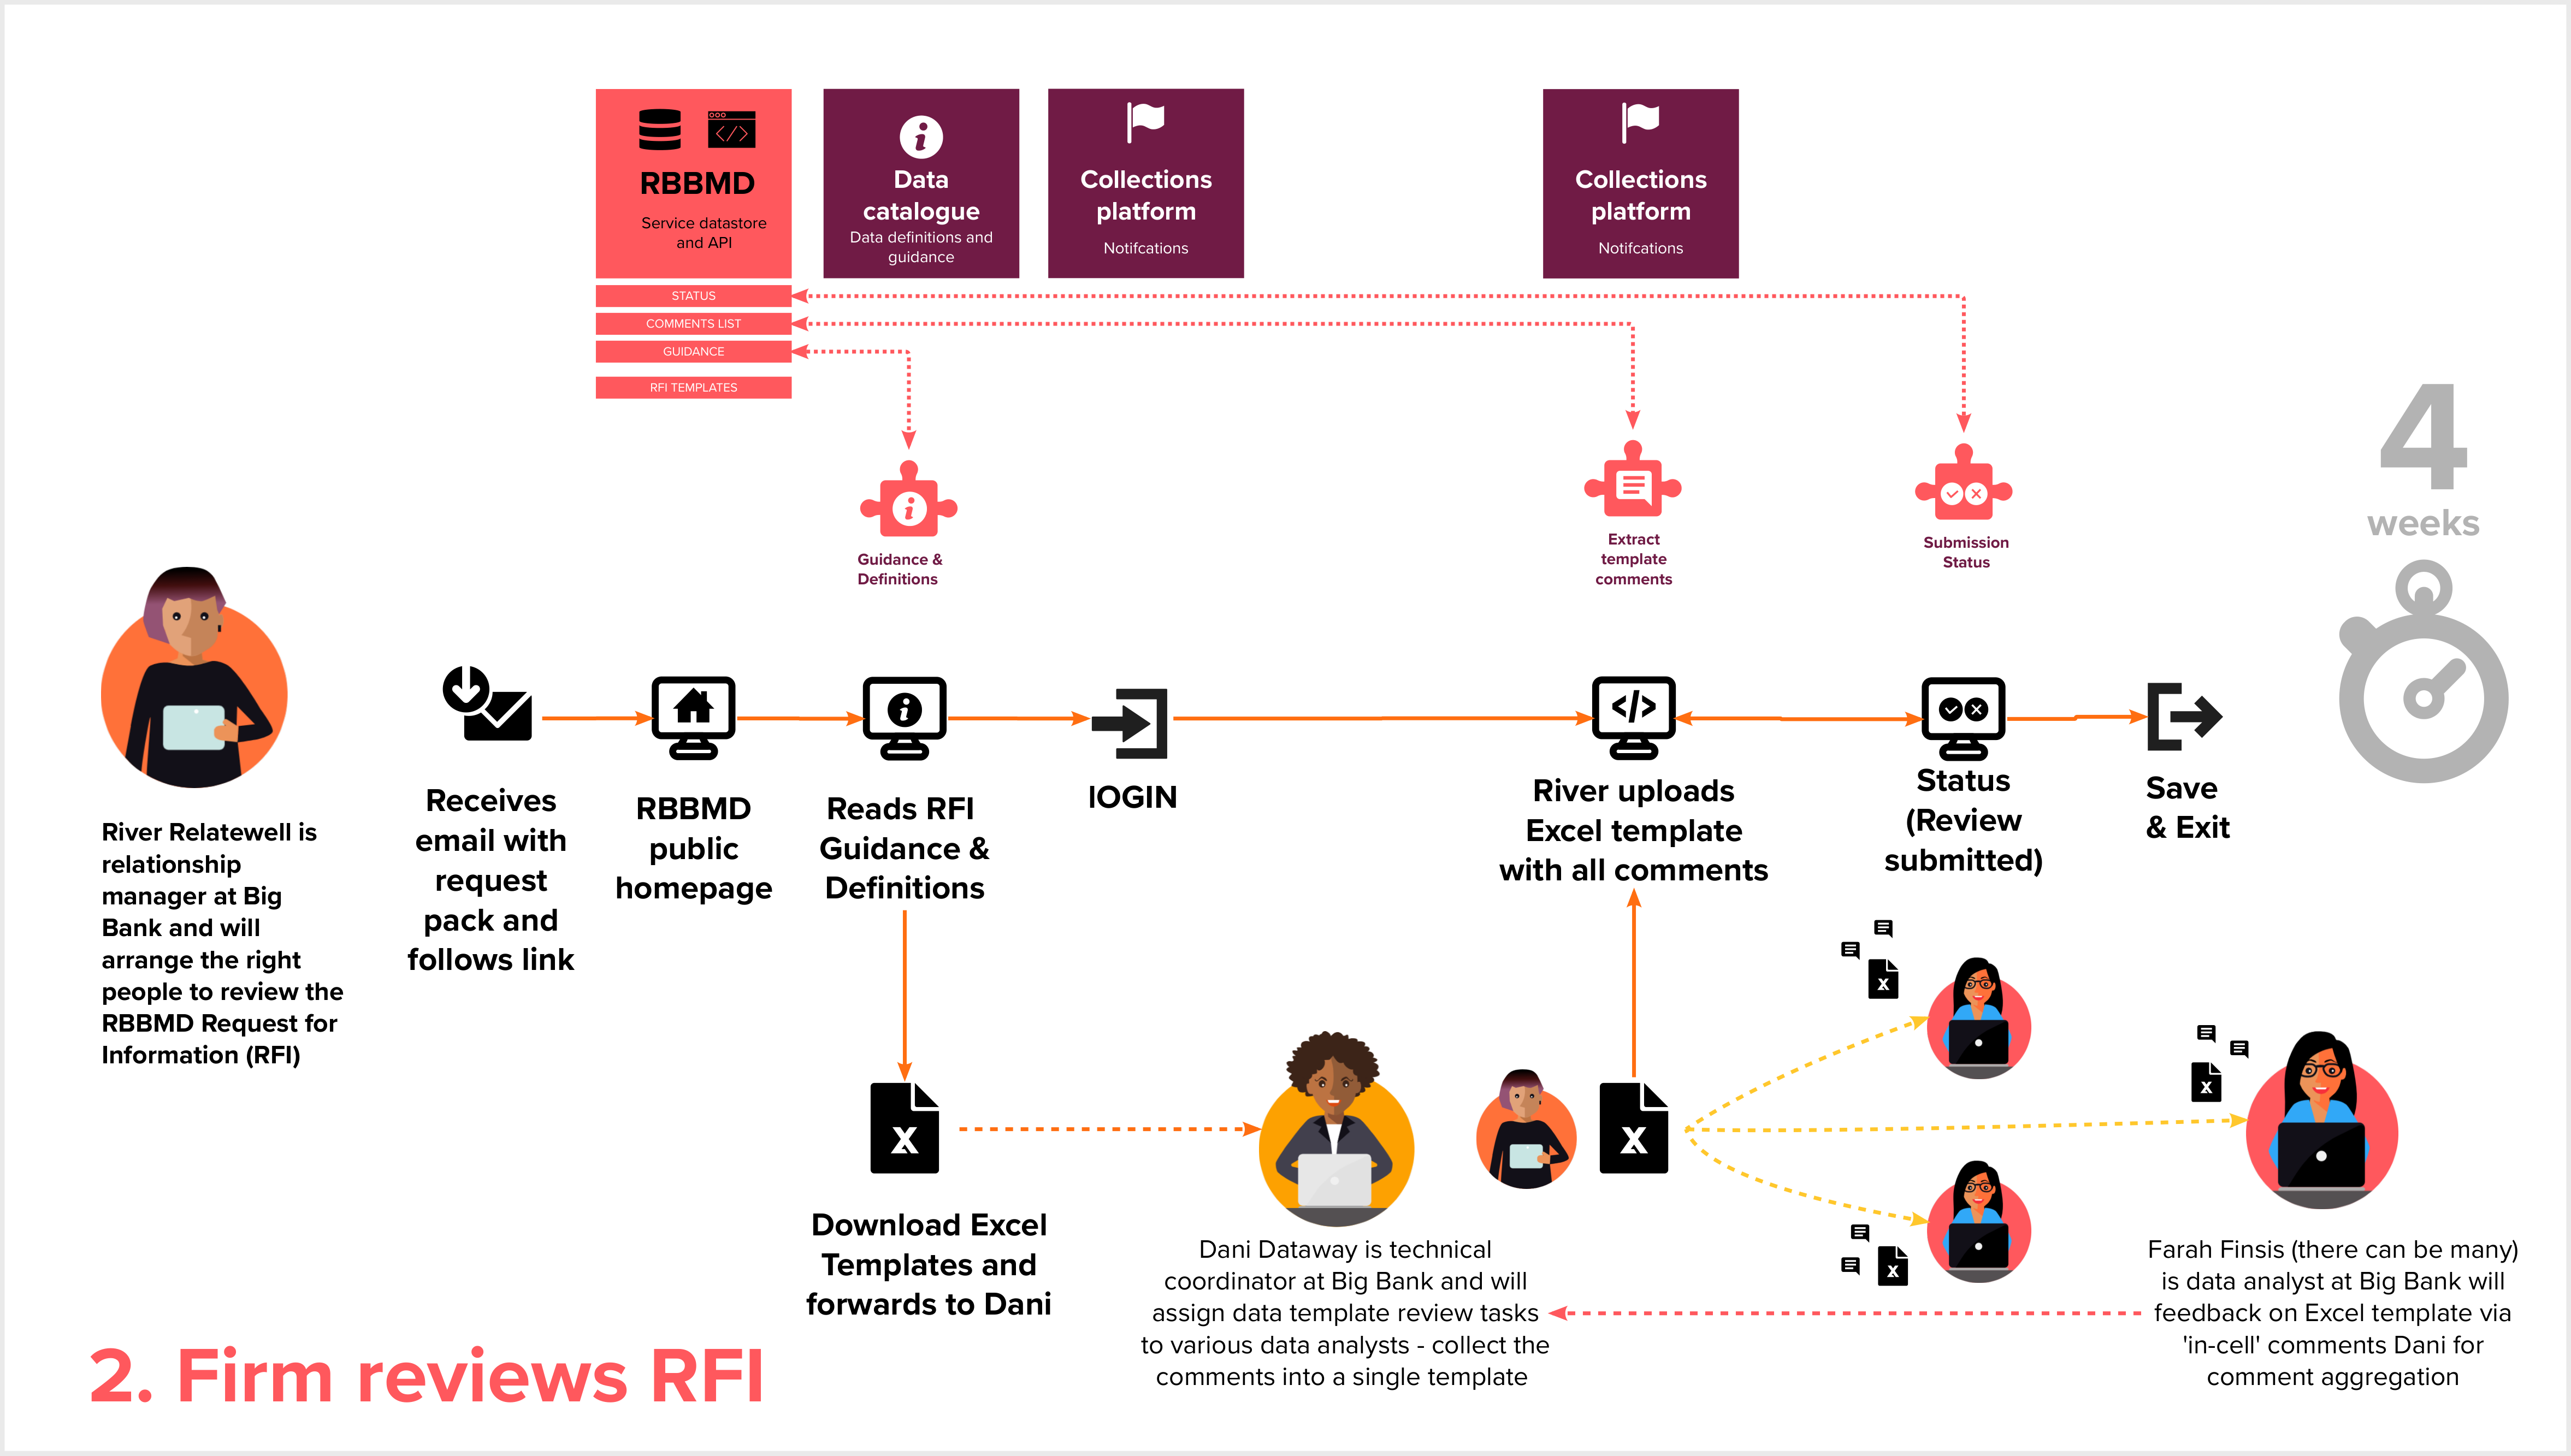 RBBMD
Service datastore
and API
Data
catalogue
Data definitions and
guidance
Collections
platform
Notifcations
Collections
platform
Notifcations
STATUS
COMMENTS LIST
GUIDANCE
RFI TEMPLATES
4
weeks
Guidance &
Definitions
Extract
template
comments
Submission
Status
River Relatewell is
relationship
manager at Big
Bank and will
arrange the right
people to review the
RBBMD Request for
Information (RFI)
Receives
email with
request
pack and
follows link
RBBMD
public
homepage
Reads RFI
Guidance &
Definitions
lOGIN
River uploads
Excel template
with all comments
Status
(Review
submitted)
Save
& Exit
Download Excel
Templates and
forwards to Dani
Dani Dataway is technical
coordinator at Big Bank and will
assign data template review tasks
to various data analysts - collect the
comments into a single template
Farah Finsis (there can be many)
is data analyst at Big Bank will
feedback on Excel template via
'in-cell' comments Dani for
comment aggregation
2. Firm reviews RFI